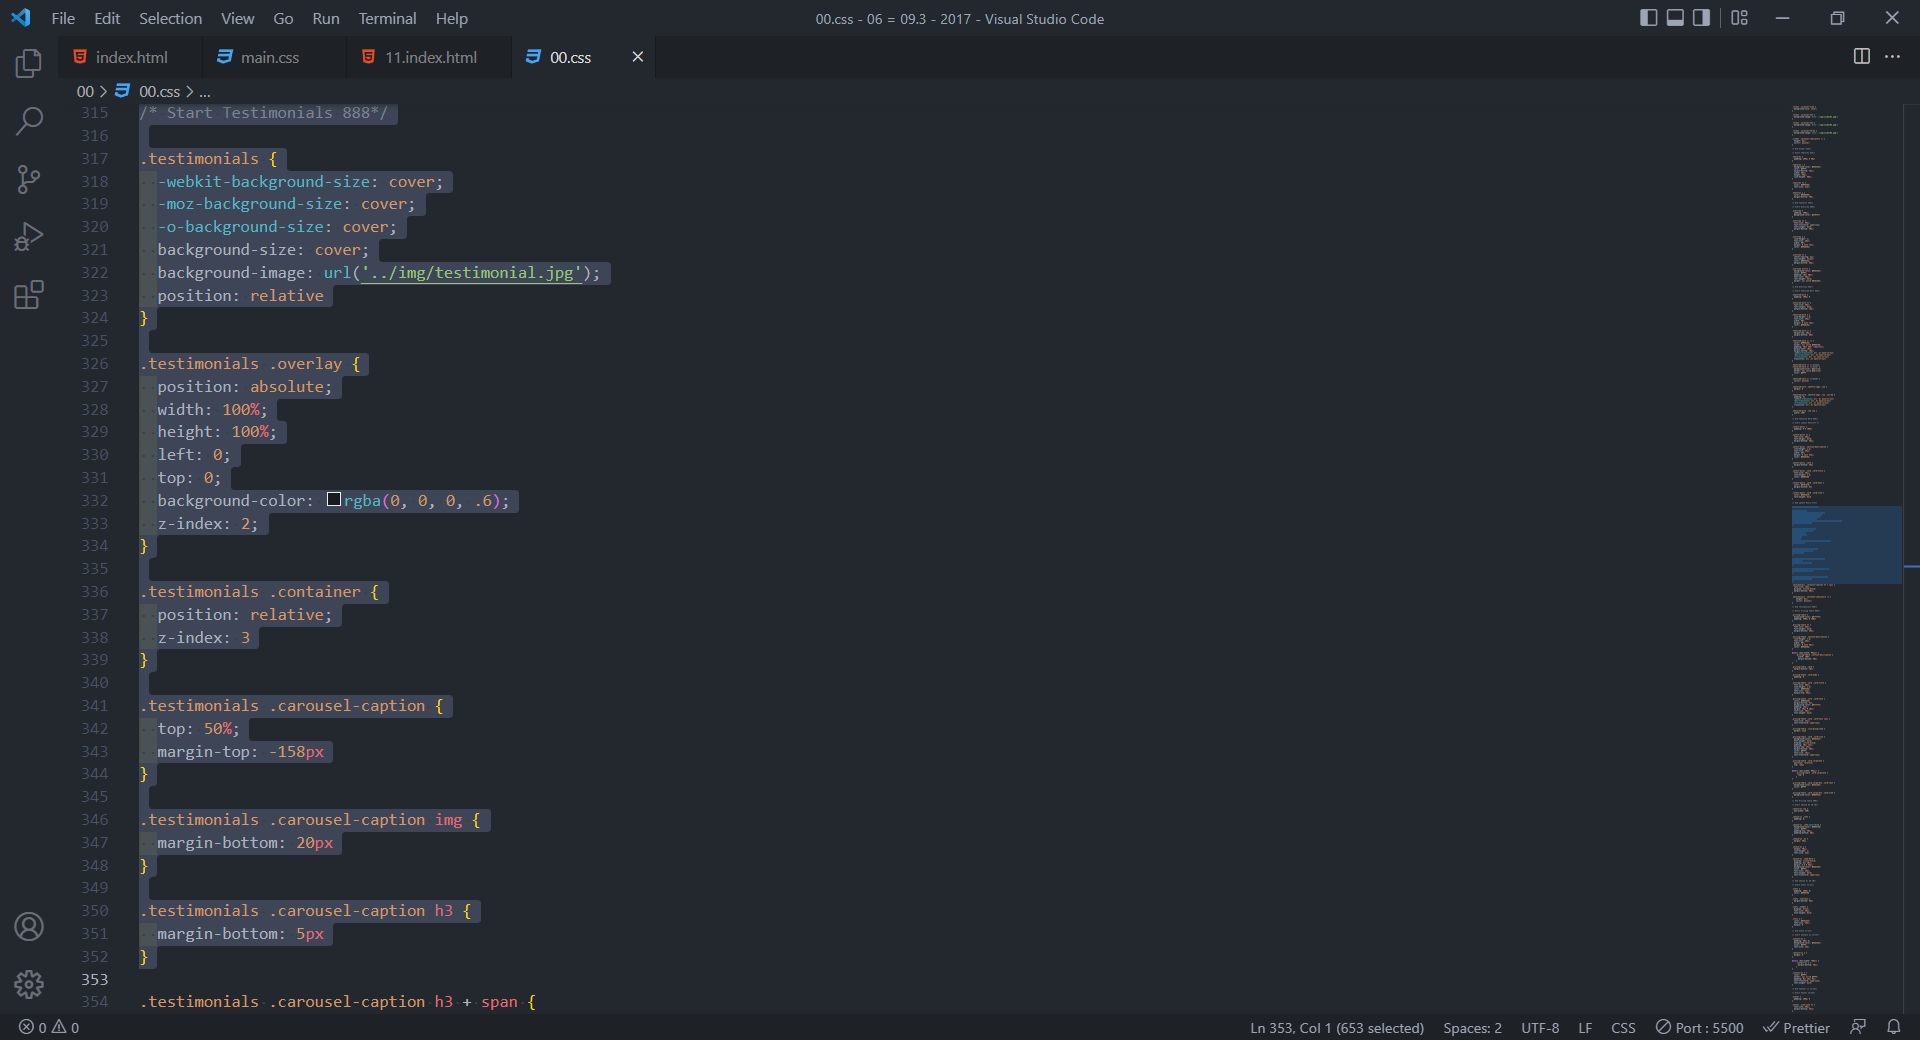 File Edit Selection View Go Run Terminal Help
00.css - 06 = 09.3 - 2017 - Visual Studio Code
index.html main.css 11.index.html 00.css
00 > 00.css > ...
315 /* Start Testimonials 888*/
316
317 .testimonials {
318 -webkit-background-size: cover;
319 -moz-background-size: cover;
320 -o-background-size: cover;
321 background-size: cover;
322 background-image: url('../img/testimonial.jpg');
323 position: relative
324 }
325
326 .testimonials .overlay {
327 position: absolute;
328 width: 100%;
329 height: 100%;
330 left: 0;
331 top: 0;
332 background-color: rgba(0, 0, 0, .6);
333 z-index: 2;
334 }
335
336 .testimonials .container {
337 position: relative;
338 z-index: 3
339 }
340
341 .testimonials .carousel-caption {
342 top: 50%;
343 margin-top: -158px
344 }
345
346 .testimonials .carousel-caption img {
347 margin-bottom: 20px
348 }
349
350 .testimonials .carousel-caption h3 {
351 margin-bottom: 5px
352 }
353
354 .testimonials .carousel-caption h3 + span {
0 0 Ln 353, Col 1 (653 selected) Spaces: 2 UTF-8 LF CSS Port : 5500 Prettier